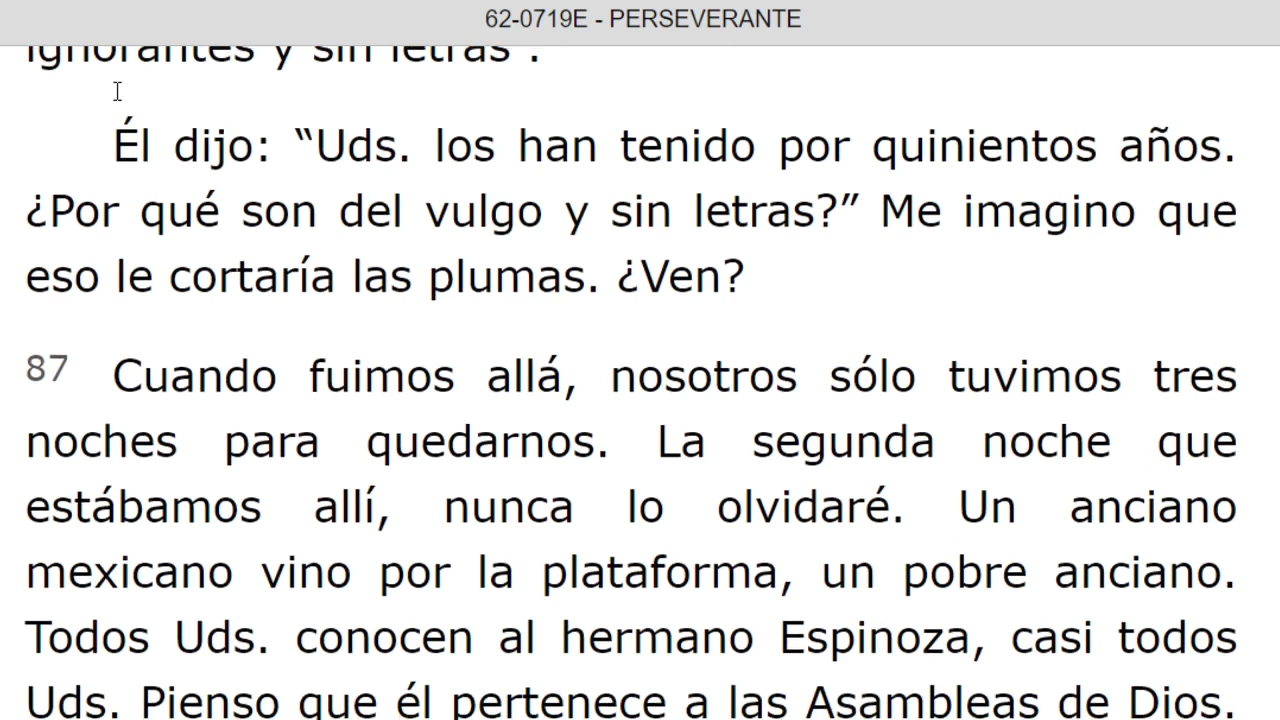 62-0719E - PERSEVERANTE
ignorantes y sin letras".
Él dijo: “Uds. los han tenido por quinientos años.
¿Por qué son del vulgo y sin letras?” Me imagino que
eso le cortaría las plumas. ¿Ven?
87 Cuando fuimos allá, nosotros sólo tuvimos tres
noches para quedarnos. La segunda noche que
estábamos allí, nunca lo olvidaré. Un anciano
mexicano vino por la plataforma, un pobre anciano.
Todos Uds. conocen al hermano Espinoza, casi todos
Uds. Pienso que él pertenece a las Asambleas de Dios.